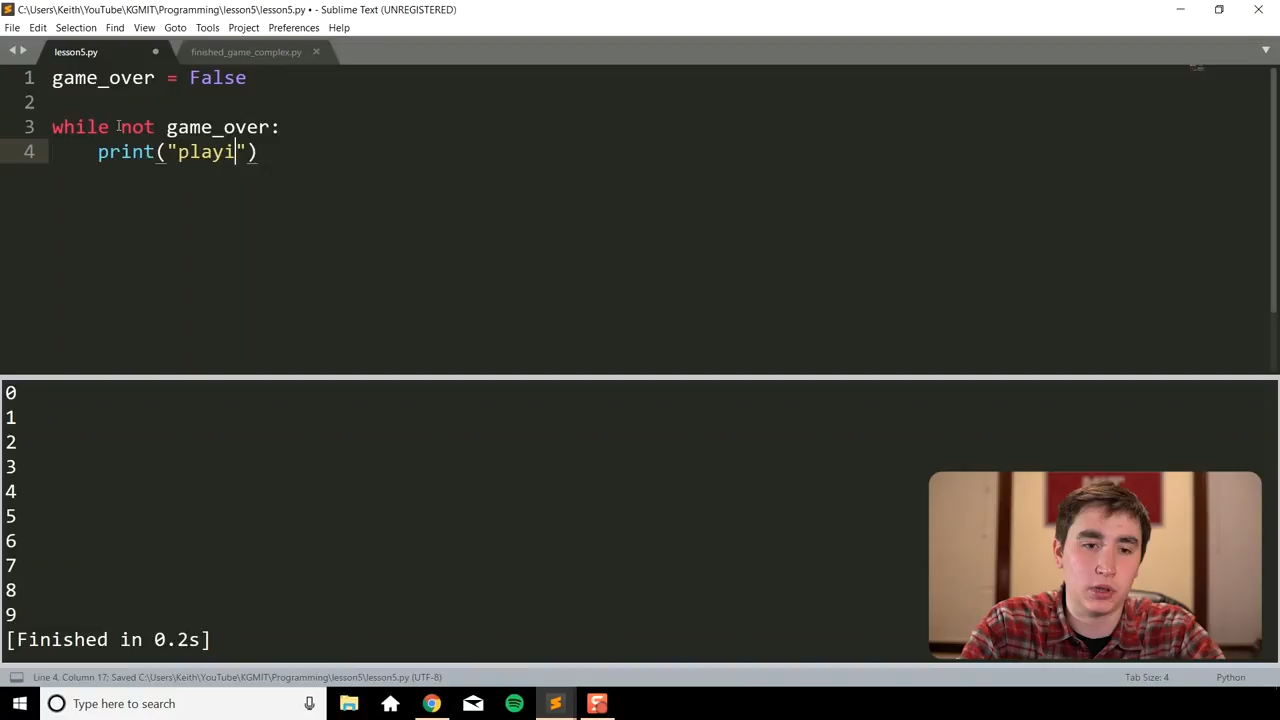 C:\Users\Keith\YouTube\KGMIT\Programming\lesson5\lesson5.py • - Sublime Text (UNREGISTERED)
File Edit Selection Find View Goto Tools Project Preferences Help
lesson5.py finished_game_complex.py
1 game_over = False
2
3 while not game_over:
4 print("playi")
0
1
2
3
4
5
6
7
8
9
[Finished in 0.2s]
MIT
Line 4, Column 17; Saved C:\Users\Keith\YouTube\KGMIT\Programming\lesson5\lesson5.py (UTF-8) Tab Size: 4 Python
Type here to search